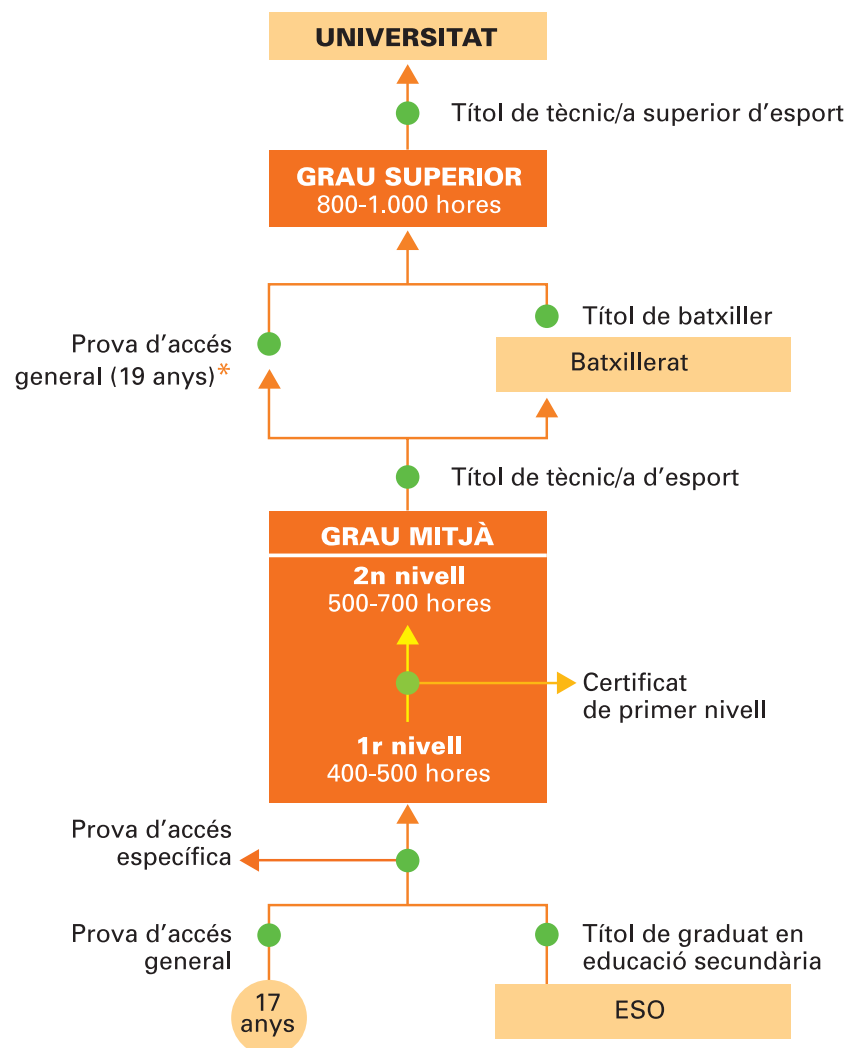 UNIVERSITAT
Títol de tècnic/a superior d’esport
GRAU SUPERIOR
800-1.000 hores
Títol de batxiller
Prova d’accés
general (19 anys)*
Batxillerat
Títol de tècnic/a d’esport
GRAU MITJÀ
2n nivell
500-700 hores
Certificat
de primer nivell
1r nivell
400-500 hores
Prova d’accés
específica
Prova d’accés
general
Títol de graduat en
educació secundària
17
anys
ESO